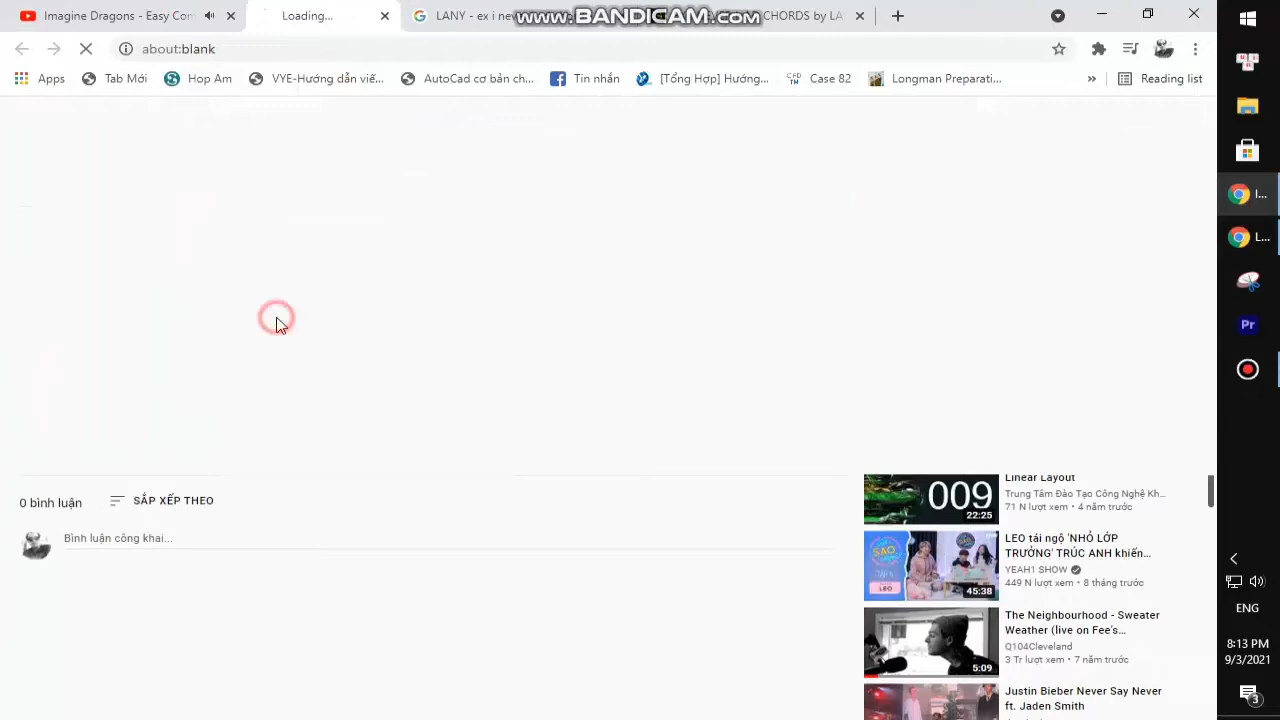 Imagine Dragons - Easy Con
Loading...
LANY - ex i nev
www.BANDICAM.com
CHORDS by LA
about:blank
Apps
Tab Mới
Hop Am
VYE-Hướng dẫn viế...
AutoCad cơ bản ch...
Tin nhắn
[Tổng Hợp] Hướng...
Case 82
Longman Preparati...
»
Reading list
I...
L...
Pr
0 bình luận
SẮP XẾP THEO
Bình luận công khai...
009
22:25
Linear Layout
Trung Tâm Đào Tạo Công Nghệ Kh...
71 N lượt xem • 4 năm trước
LEO
45:38
LEO tái ngộ 'NHỎ LỚP
TRƯỞNG' TRÚC ANH khiến...
YEAH1 SHOW
449 N lượt xem • 8 tháng trước
5:09
The Neighbourhood - Sweater
Weather (live on Fee's...
Q104Cleveland
3 Tr lượt xem • 7 năm trước
Justin Bieber Never Say Never
ft. Jaden Smith
ENG
8:13 PM
9/3/2021
3